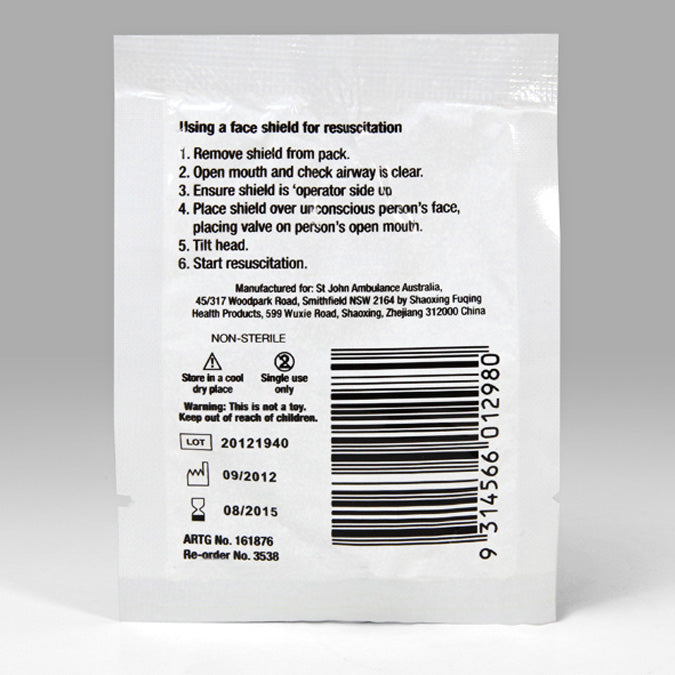 Using a face shield for resuscitation
1. Remove shield from pack.
2. Open mouth and check airway is clear.
3. Ensure shield is 'operator side up
4. Place shield over unconscious person's face,
placing valve on person's open mouth.
5. Tilt head.
6. Start resuscitation.
Manufactured for: St John Ambulance Australia,
45/317 Woodpark Road, Smithfield NSW 2164 by Shaoxing Fuqing
Health Products, 599 Wuxie Road, Shaoxing, Zhejiang 312000 China
NON-STERILE
2
Store in a cool
dry place
Single use
only
Warning: This is not a toy.
Keep out of reach of children.
LOT 20121940
09/2012
08/2015
ARTG No. 161876
Re-order No. 3538
9 314566 012980